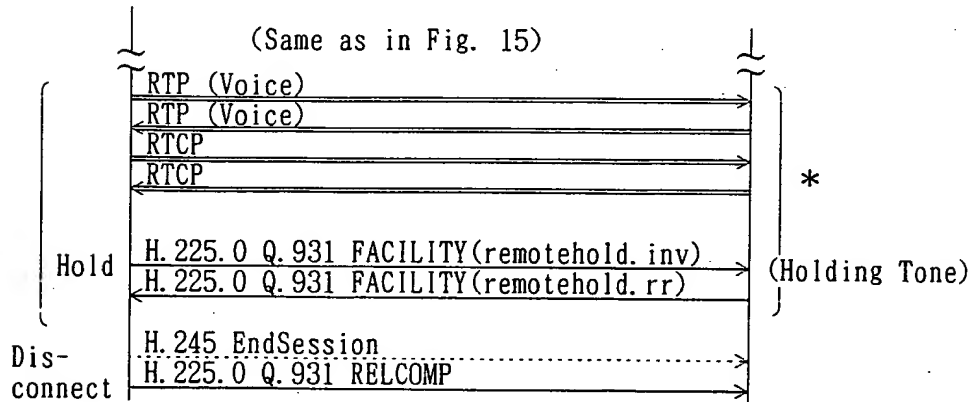 (Same as in Fig. 15)
RTP (Voice)
RTP (Voice)
RTCP
RTCP
*
H.225.0 Q.931 FACILITY(remotehold.inv)
Hold
(Holding Tone)
H.225.0 Q.931 FACILITY(remotehold.rr)
H.245 EndSession
Dis-
connect
H.225.0 Q.931 RELCOMP